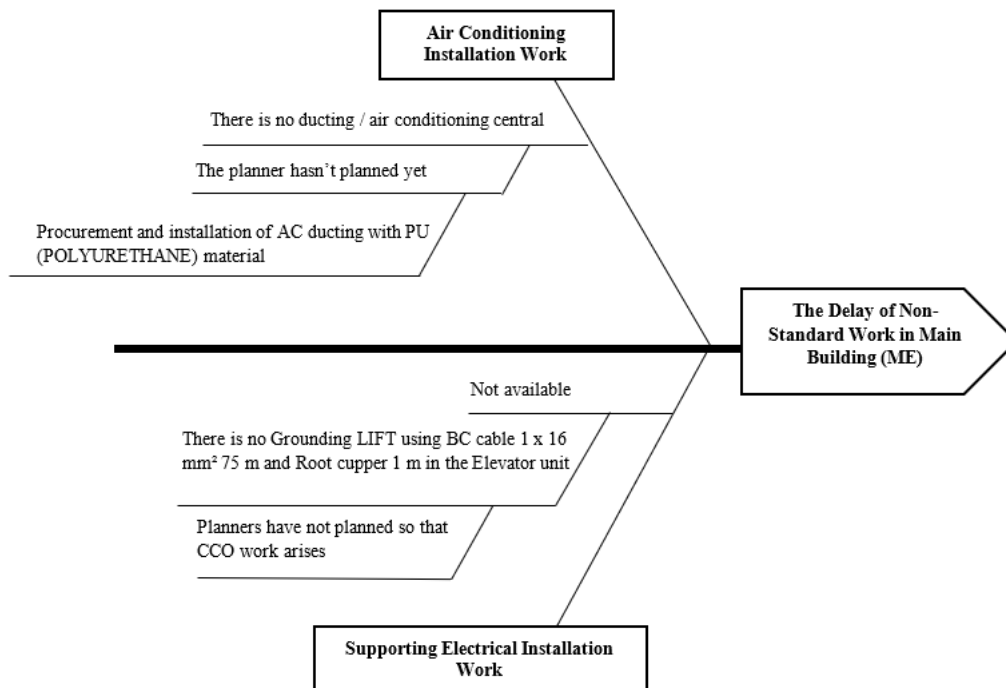 Air Conditioning
Installation Work
There is no ducting / air conditioning central
The planner hasn’t planned yet
Procurement and installation of AC ducting with PU
(POLYURETHANE) material
The Delay of Non-
Standard Work in Main
Building (ME)
Not available
There is no Grounding LIFT using BC cable 1 x 16
mm² 75 m and Root cupper 1 m in the Elevator unit
Planners have not planned so that
CCO work arises
Supporting Electrical Installation
Work